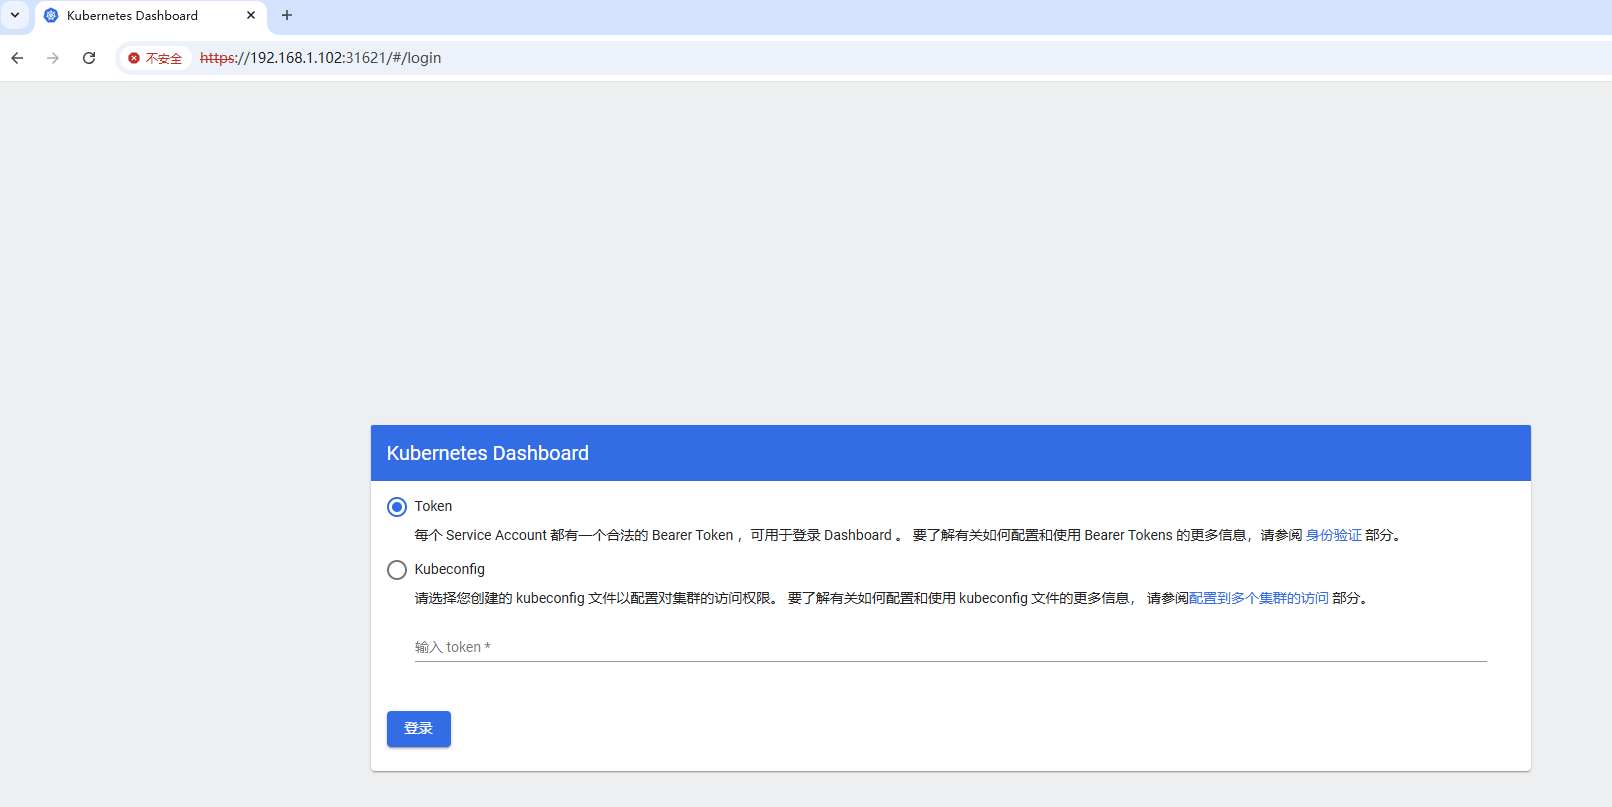 Kubernetes Dashboard
不安全 https://192.168.1.102:31621/#/login
Kubernetes Dashboard
Token
每个 Service Account 都有一个合法的 Bearer Token ，可用于登录 Dashboard 。 要了解有关如何配置和使用 Bearer Tokens 的更多信息，请参阅 身份验证 部分。
Kubeconfig
请选择您创建的 kubeconfig 文件以配置对集群的访问权限。 要了解有关如何配置和使用 kubeconfig 文件的更多信息， 请参阅配置到多个集群的访问 部分。
输入 token *
登录